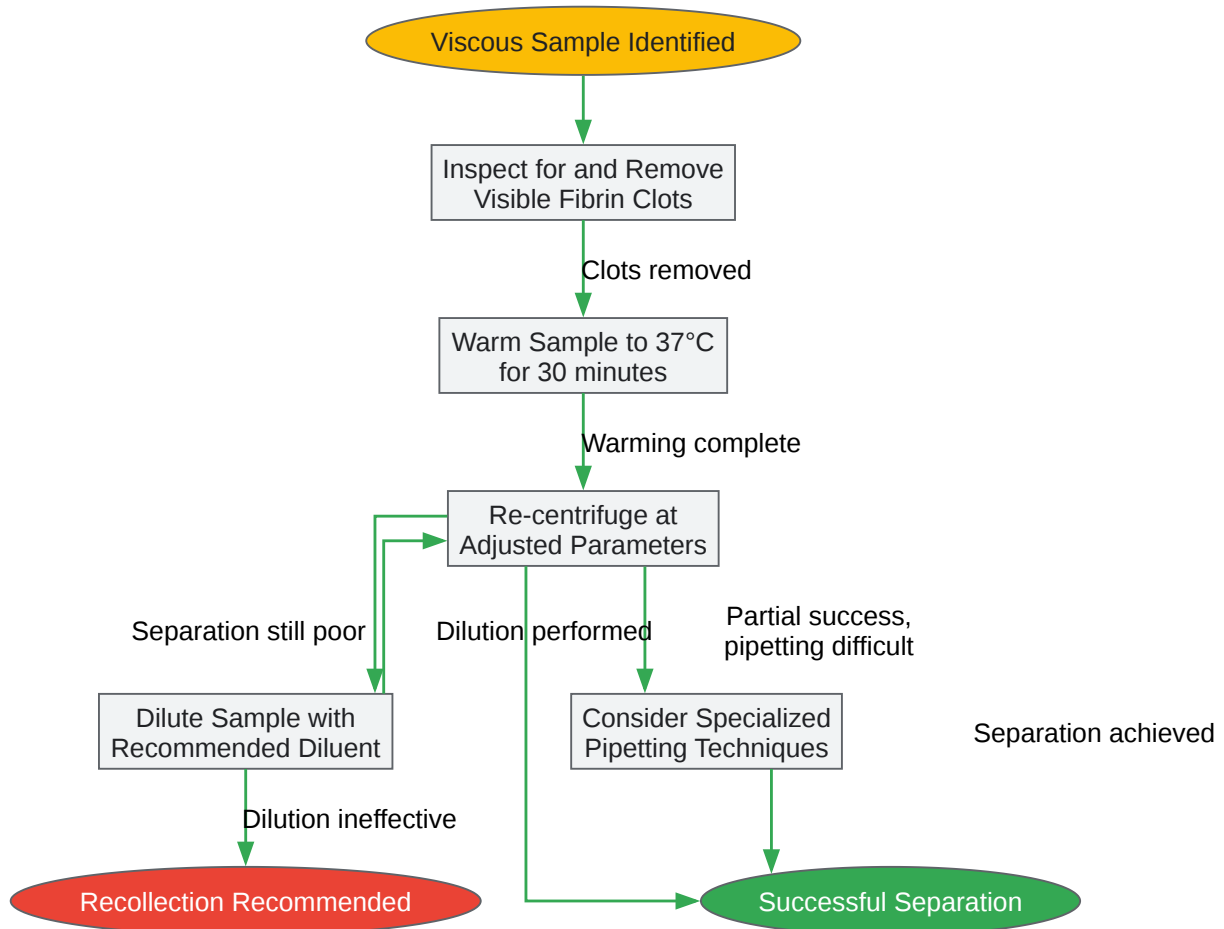 Viscous Sample Identified
Inspect for and Remove
Visible Fibrin Clots
Clots removed
Warm Sample to 37°C
for 30 minutes
Warming complete
Re-centrifuge at
Adjusted Parameters
Separation still poor
Dilution performed
Partial success,
pipetting difficult
Dilute Sample with
Recommended Diluent
Consider Specialized
Pipetting Techniques
Separation achieved
Dilution ineffective
Recollection Recommended
Successful Separation